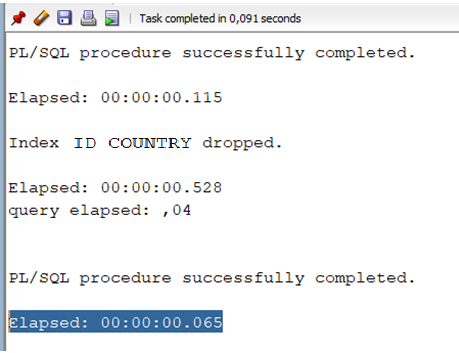 Task completed in 0,091 seconds
PL/SQL procedure successfully completed.
Elapsed: 00:00:00.115
Index ID COUNTRY dropped.
Elapsed: 00:00:00.528
query elapsed: ,04
PL/SQL procedure successfully completed.
Elapsed: 00:00:00.065